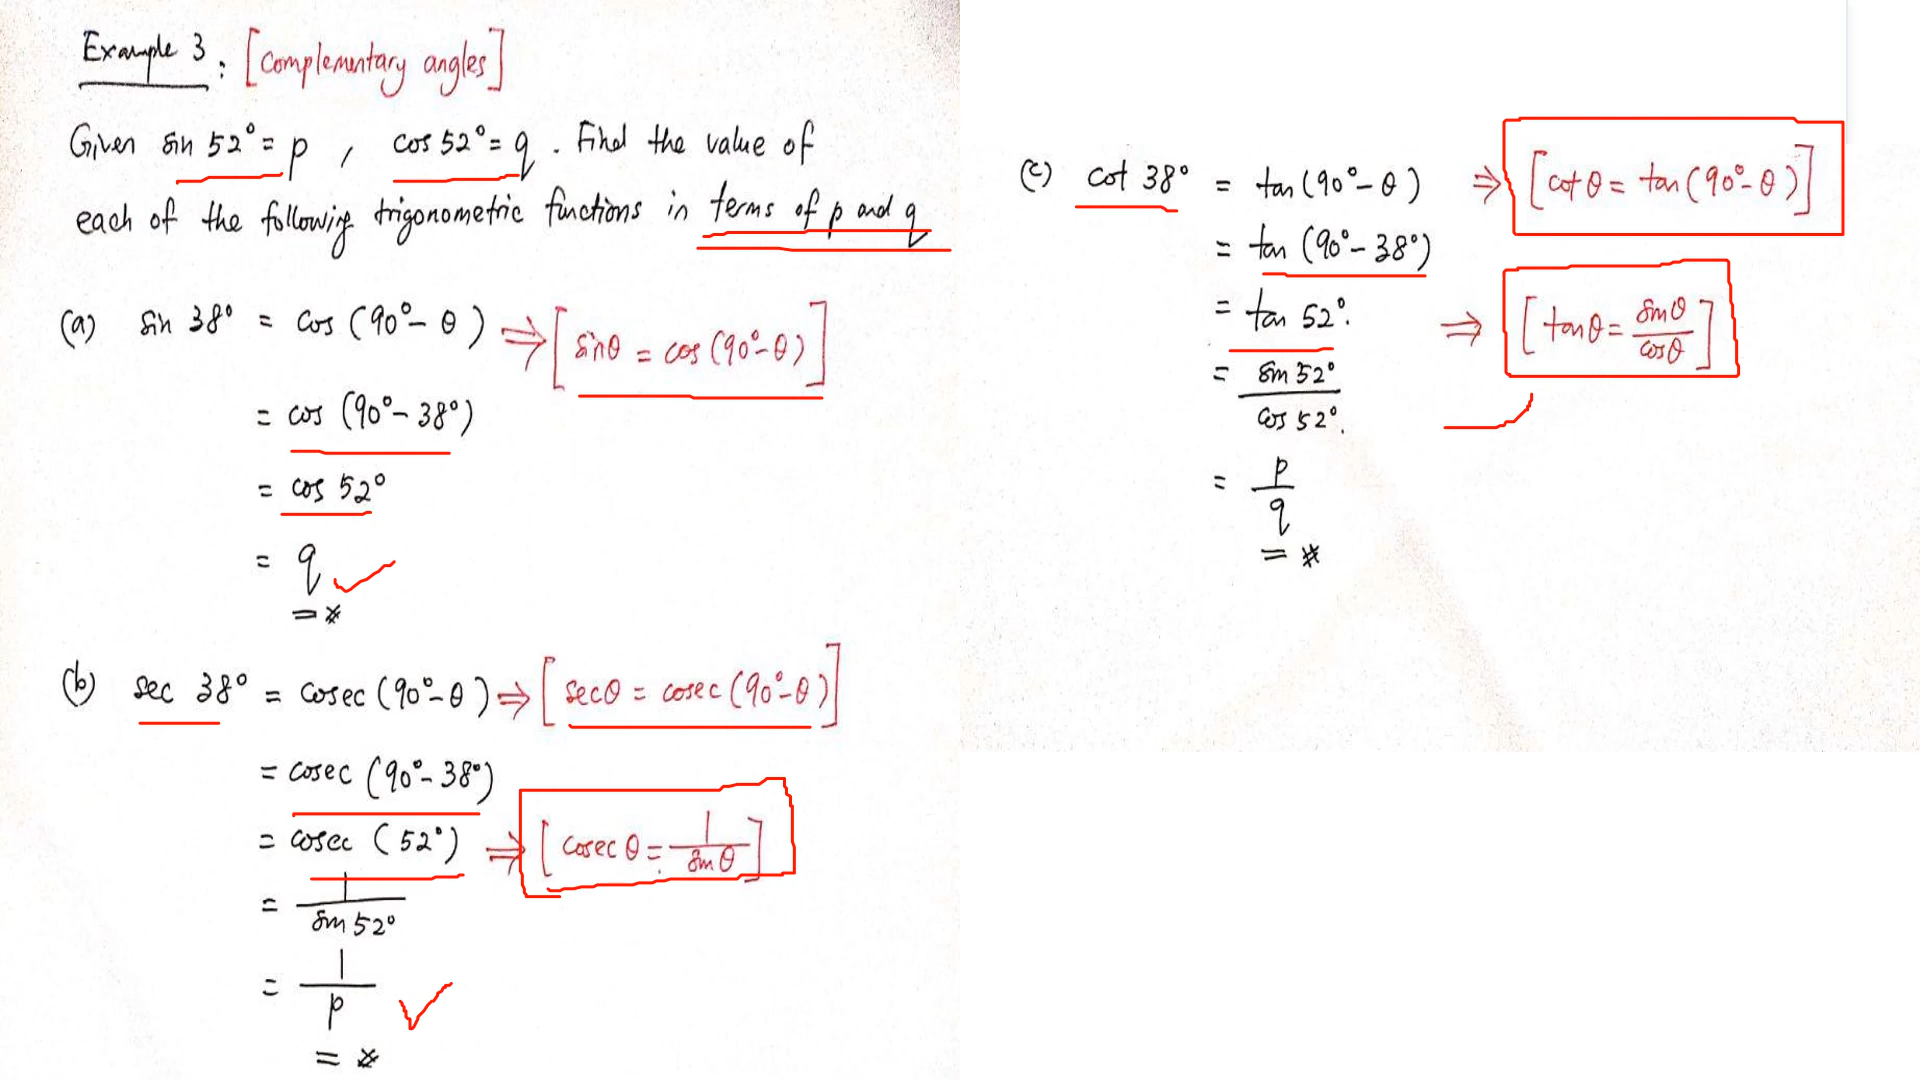 Example 3 : [Complementary angles]
Given sin 52° = p , cos 52° = q . Find the value of
each of the following trigonometric functions in terms of p and q
(a) sin 38° = cos (90° - θ) ⇒ [sinθ = cos (90° - θ)]
= cos (90° - 38°)
= cos 52°
= q
(b) sec 38° = cosec (90° - θ) ⇒ [secθ = cosec (90° - θ)]
= cosec (90° - 38°)
= cosec (52°) ⇒ [cosec θ = 1/sin θ]
= 1/sin 52°
= 1/p
(c) cot 38° = tan (90° - θ) ⇒ [cot θ = tan (90° - θ)]
= tan (90° - 38°)
= tan 52°. ⇒ [tan θ = sin θ/cos θ]
= sin 52°/cos 52°.
= p/q